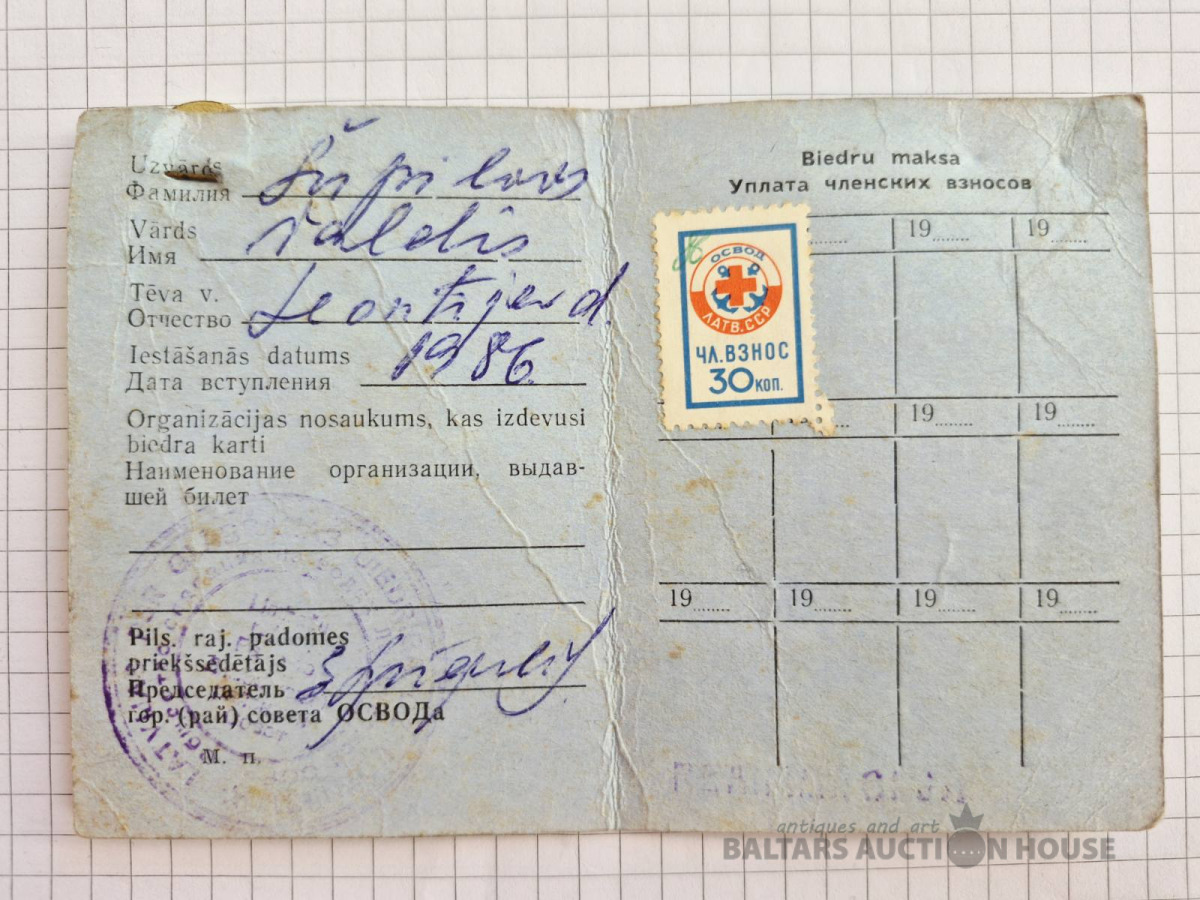 Uzvārds
Фамилия
Vārds Valdis
Имя
Tēva v.
Отчество
Iestāšanās datums 1986.
Дата вступления
Organizācijas nosaukums, kas izdevusi
biedra karti
Наименование организации, выдав-
шей билет
Pils. raj. padomes
priekšsēdētājs
Председатель
гор. (рай) совета ОСВОДа
М. п.
Biedru maksa
Уплата членских взносов
19...... 19......
86
ОСВОД
ЛАТВ.ССР
ЧЛ.ВЗНОС
30 КОП.
19...... 19......
19...... 19...... 19...... 19......
antiques and art
BALTARS AUCTION HOUSE